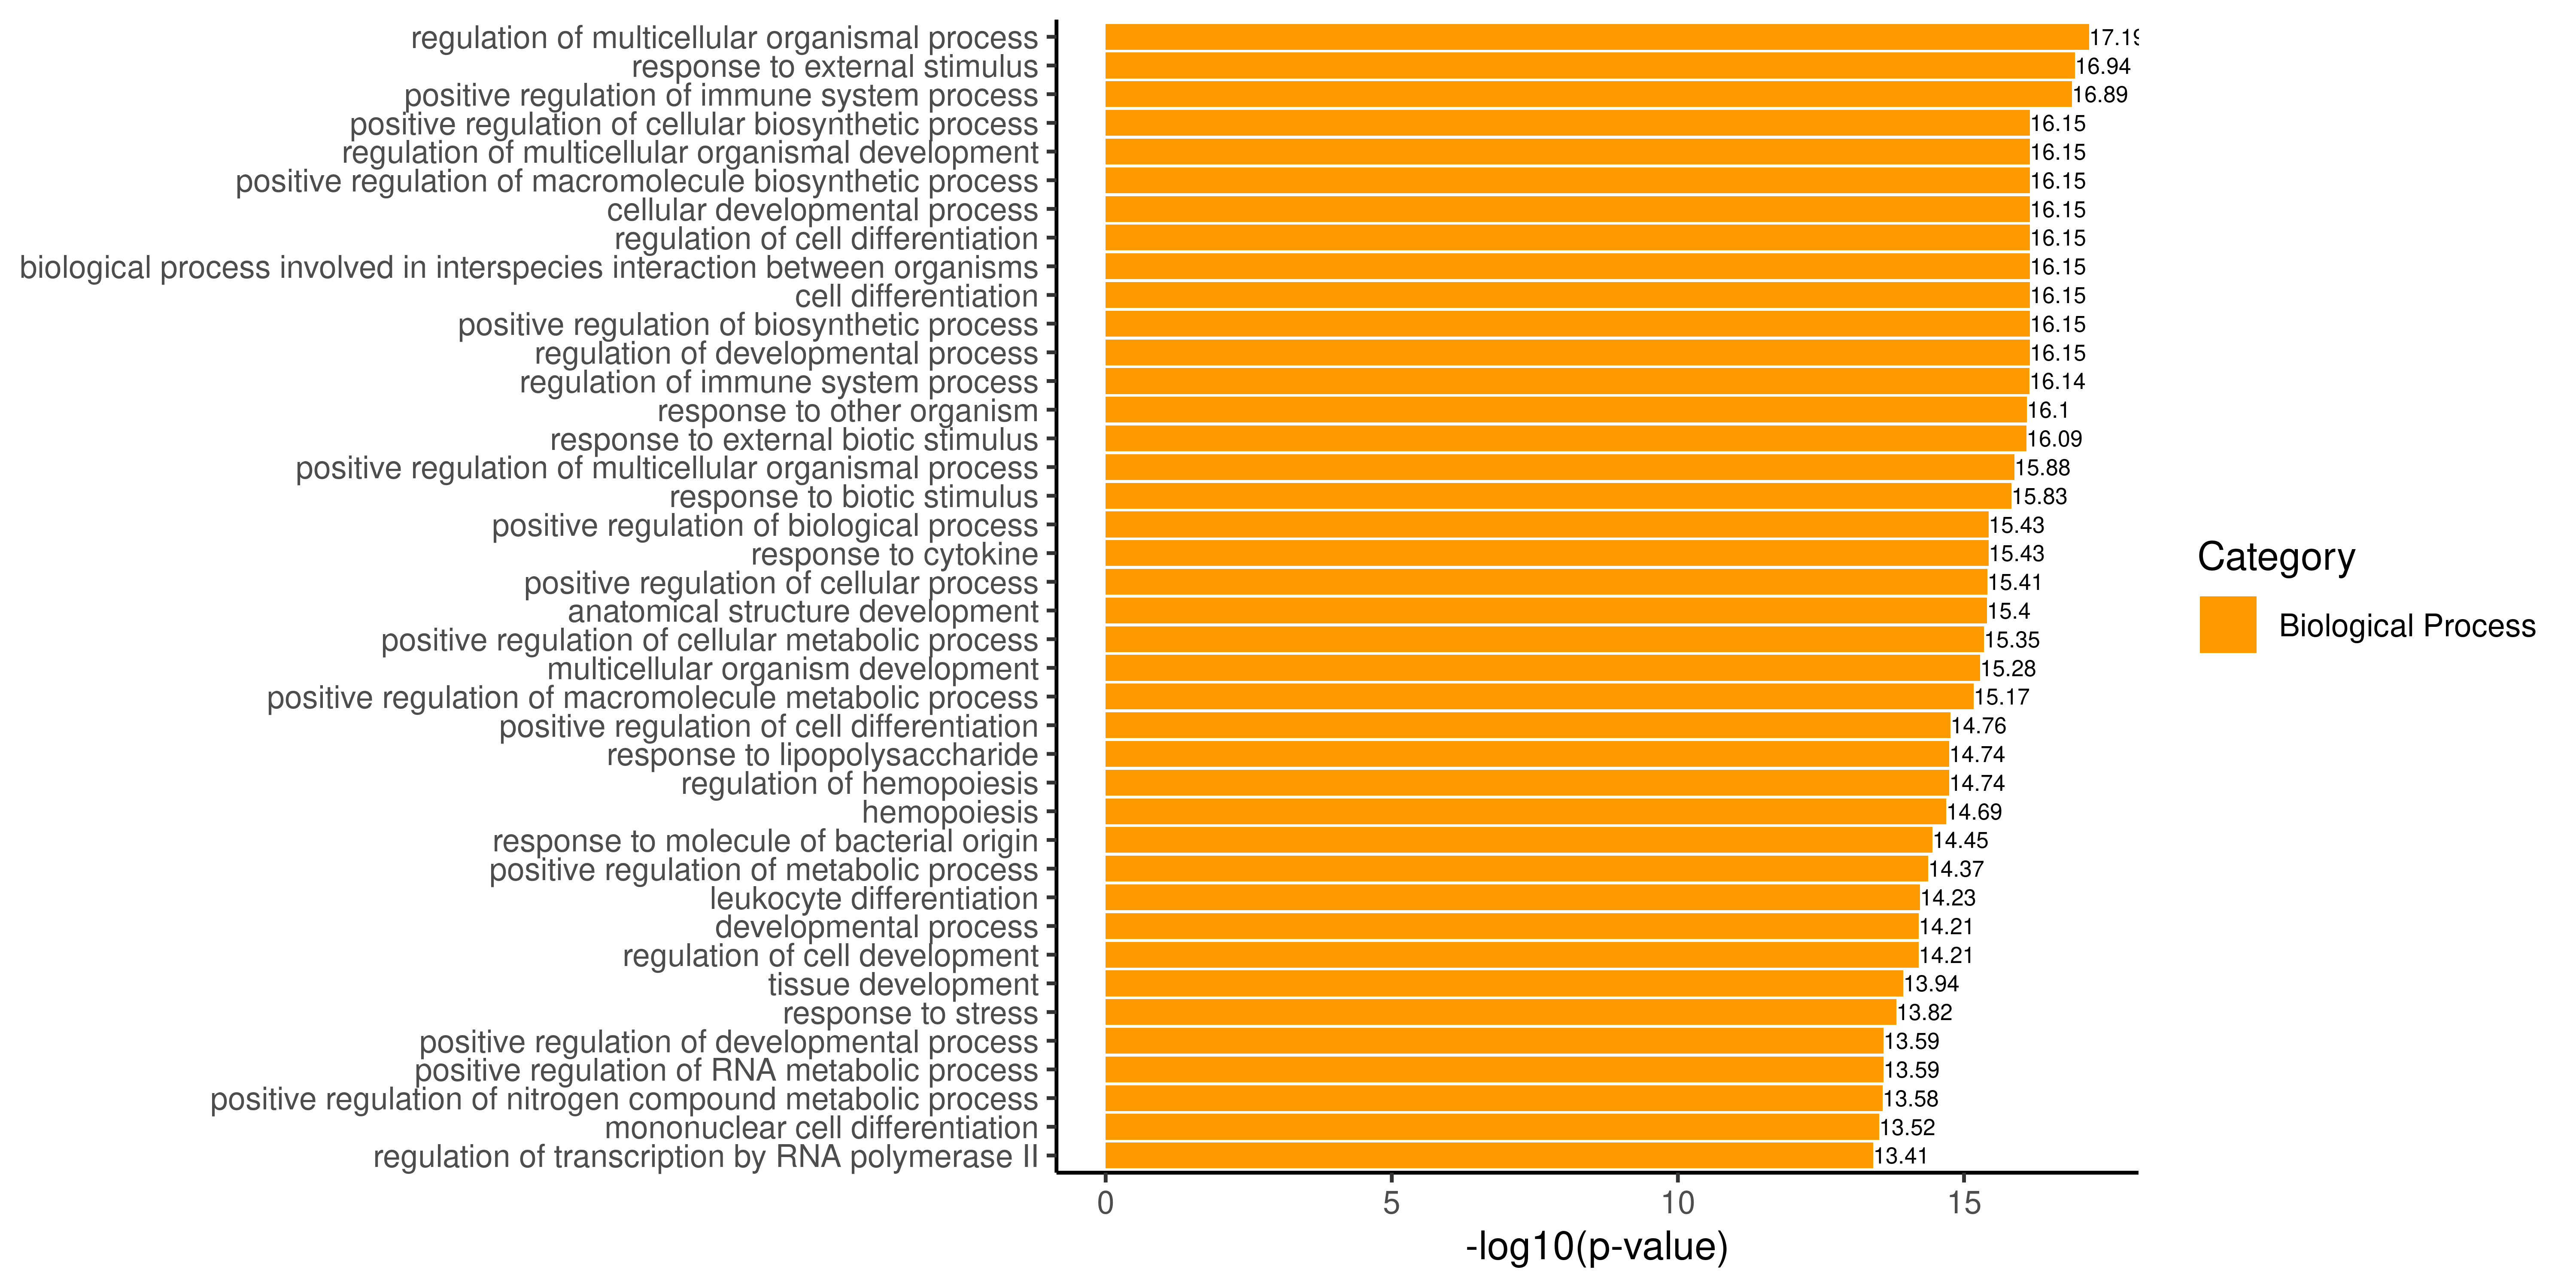 regulation of multicellular organismal process 17.19
response to external stimulus 16.94
positive regulation of immune system process 16.89
positive regulation of cellular biosynthetic process 16.15
regulation of multicellular organismal development 16.15
positive regulation of macromolecule biosynthetic process 16.15
cellular developmental process 16.15
regulation of cell differentiation 16.15
biological process involved in interspecies interaction between organisms 16.15
cell differentiation 16.15
positive regulation of biosynthetic process 16.15
regulation of developmental process 16.15
regulation of immune system process 16.14
response to other organism 16.1
response to external biotic stimulus 16.09
positive regulation of multicellular organismal process 15.88
response to biotic stimulus 15.83
positive regulation of biological process 15.43
response to cytokine 15.43
positive regulation of cellular process 15.41
anatomical structure development 15.4
positive regulation of cellular metabolic process 15.35
multicellular organism development 15.28
positive regulation of macromolecule metabolic process 15.17
positive regulation of cell differentiation 14.76
response to lipopolysaccharide 14.74
regulation of hemopoiesis 14.74
hemopoiesis 14.69
response to molecule of bacterial origin 14.45
positive regulation of metabolic process 14.37
leukocyte differentiation 14.23
developmental process 14.21
regulation of cell development 14.21
tissue development 13.94
response to stress 13.82
positive regulation of developmental process 13.59
positive regulation of RNA metabolic process 13.59
positive regulation of nitrogen compound metabolic process 13.58
mononuclear cell differentiation 13.52
regulation of transcription by RNA polymerase II 13.41
0 5 10 15
-log10(p-value)
Category
Biological Process